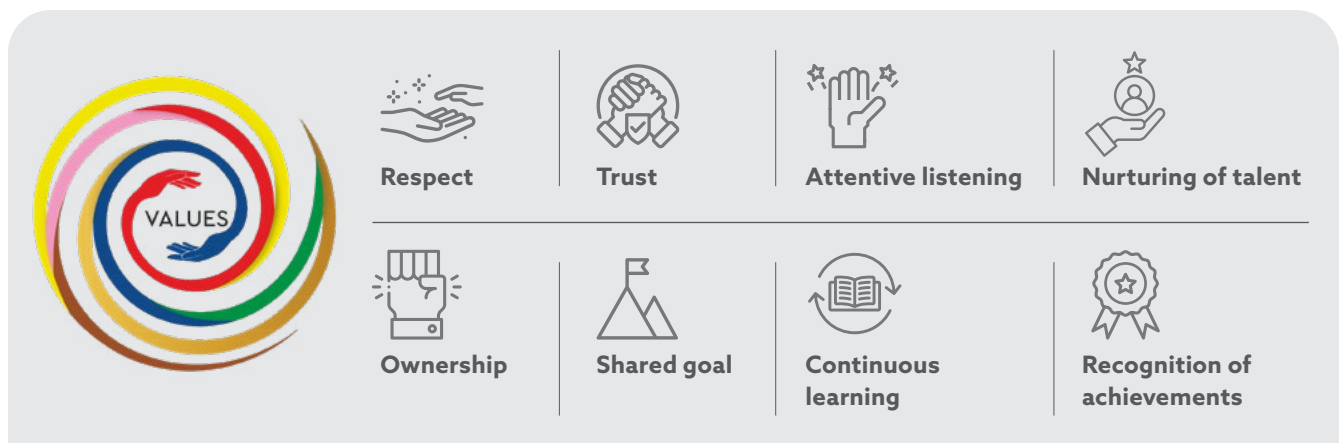 VALUES
Respect
Trust
Attentive listening
Nurturing of talent
Ownership
Shared goal
Continuous
learning
Recognition of
achievements